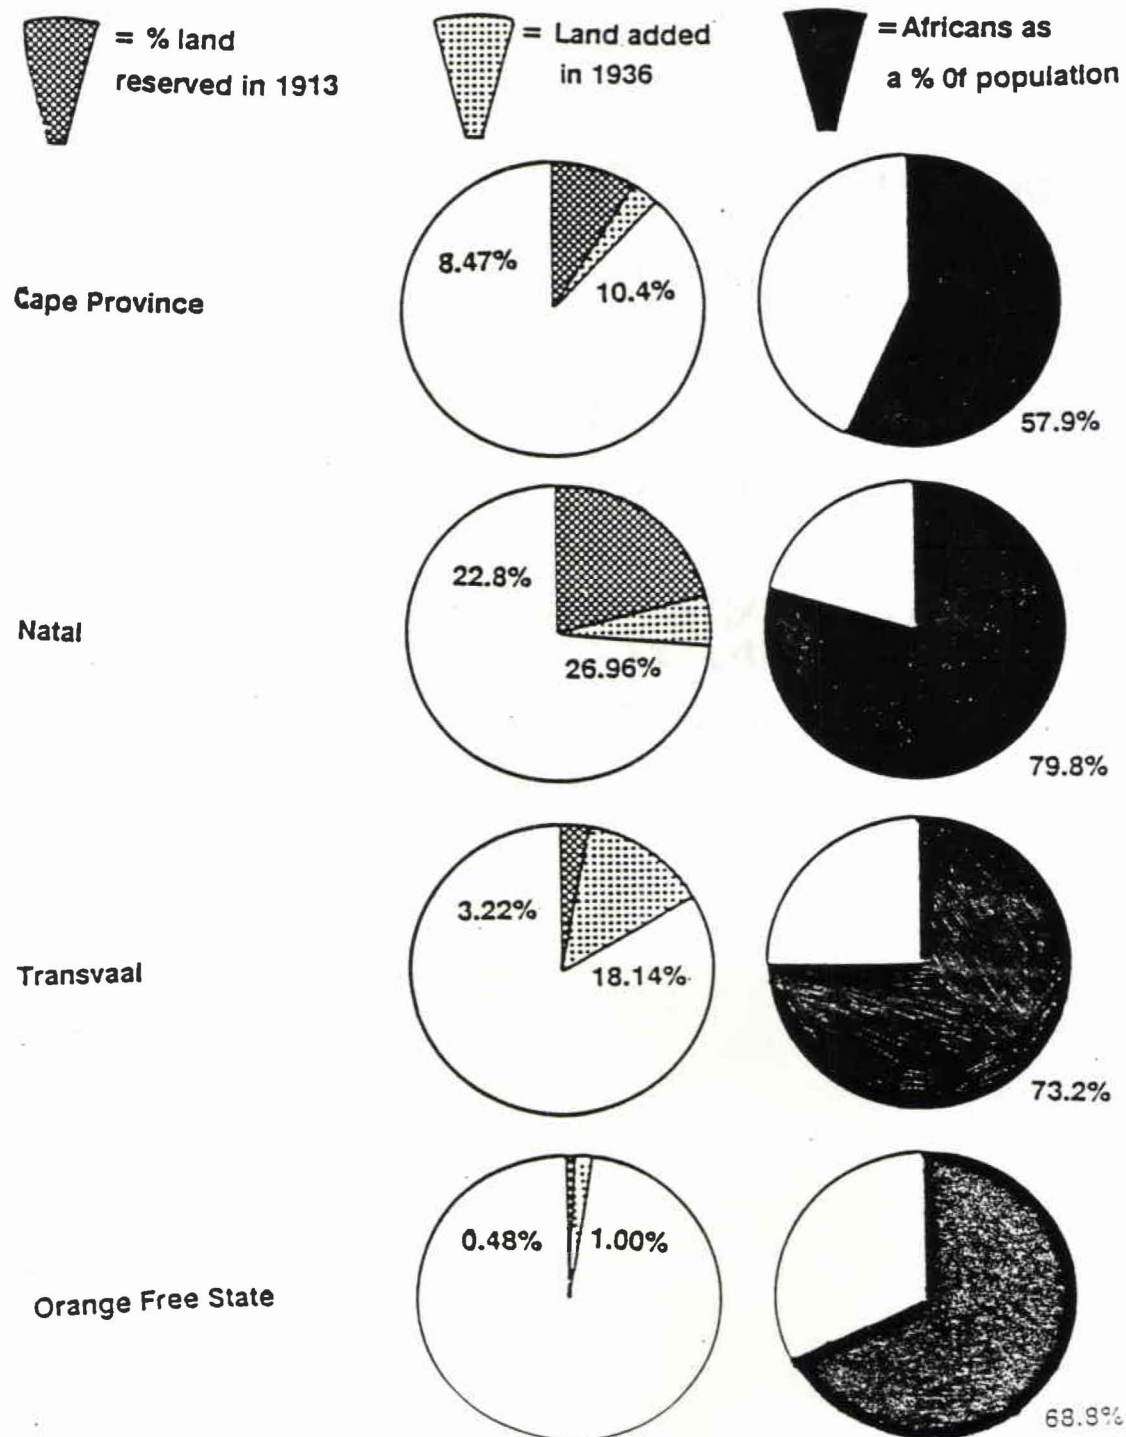 = % land
reserved in 1913
= Land added
in 1936
= Africans as
a % 0f population
Cape Province
8.47%
10.4%
57.9%
Natal
22.8%
26.96%
79.8%
Transvaal
3.22%
18.14%
73.2%
Orange Free State
0.48%
1.00%
68.8%